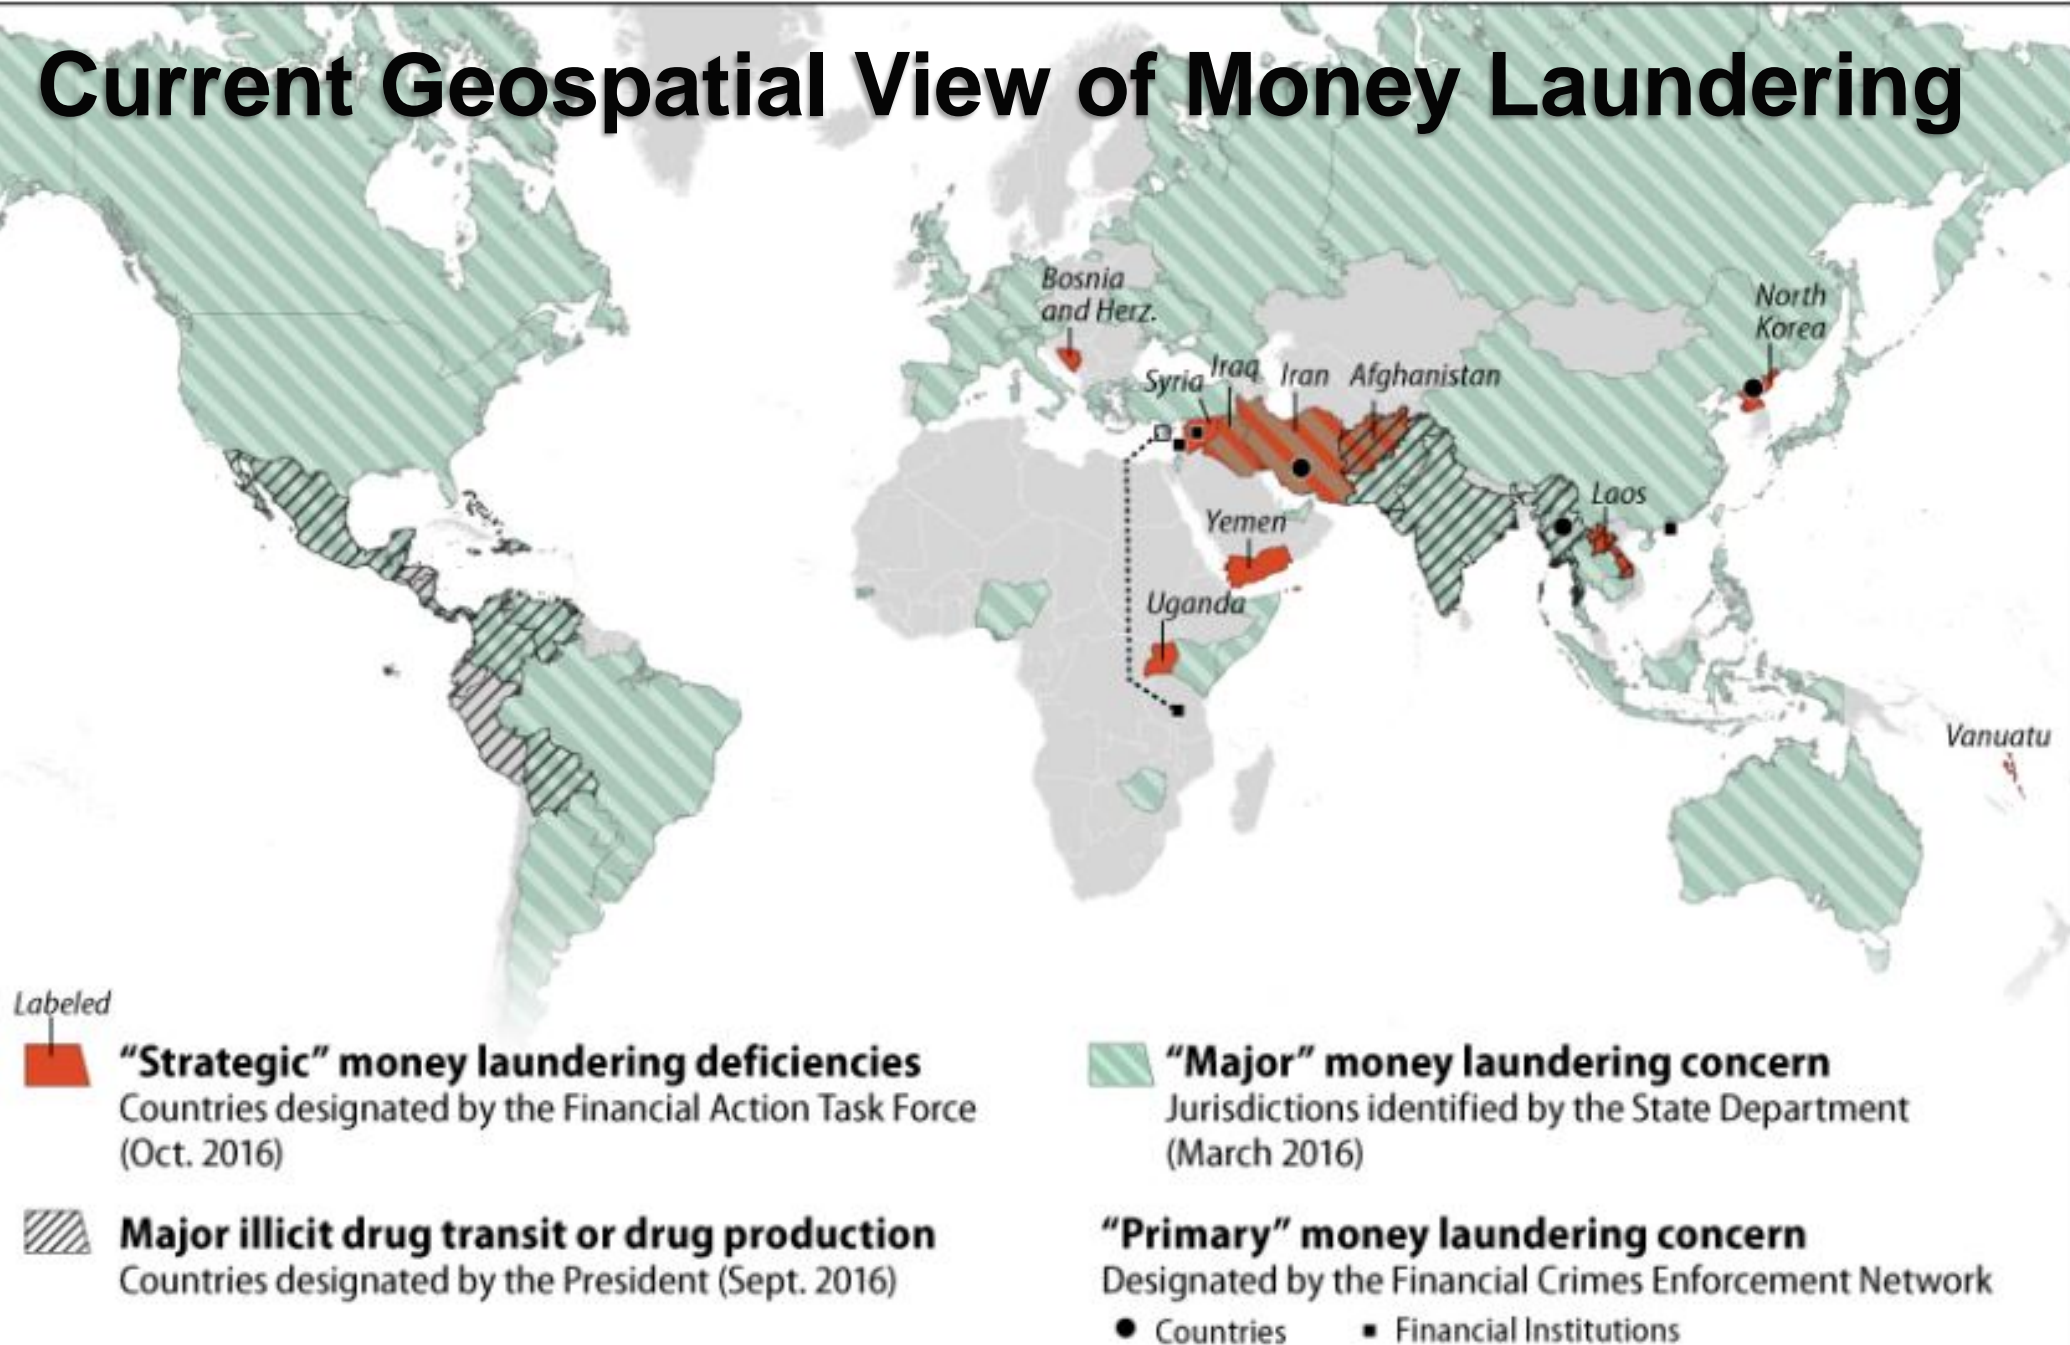 Current Geospatial View of Money Laundering
Bosnia
and Herz.
North
Korea
Syria
Iraq
Iran
Afghanistan
Laos
Yemen
Uganda
Vanuatu
Labeled
“Strategic” money laundering deficiencies
Countries designated by the Financial Action Task Force
(Oct. 2016)
“Major” money laundering concern
Jurisdictions identified by the State Department
(March 2016)
Major illicit drug transit or drug production
Countries designated by the President (Sept. 2016)
“Primary” money laundering concern
Designated by the Financial Crimes Enforcement Network
Countries
Financial Institutions